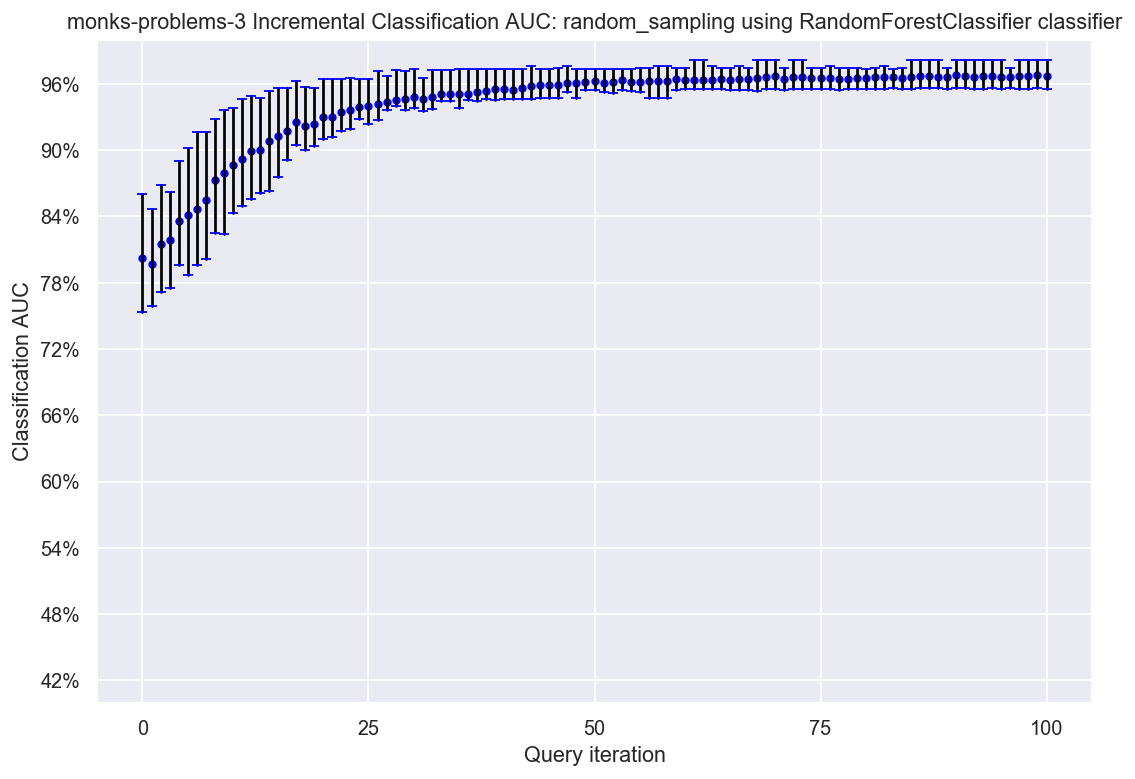 monks-problems-3 Incremental Classification AUC: random_sampling using RandomForestClassifier classifier
96%
90%
84%
78%
72%
66%
60%
54%
48%
42%
Classification AUC
0 25 50 75 100
Query iteration